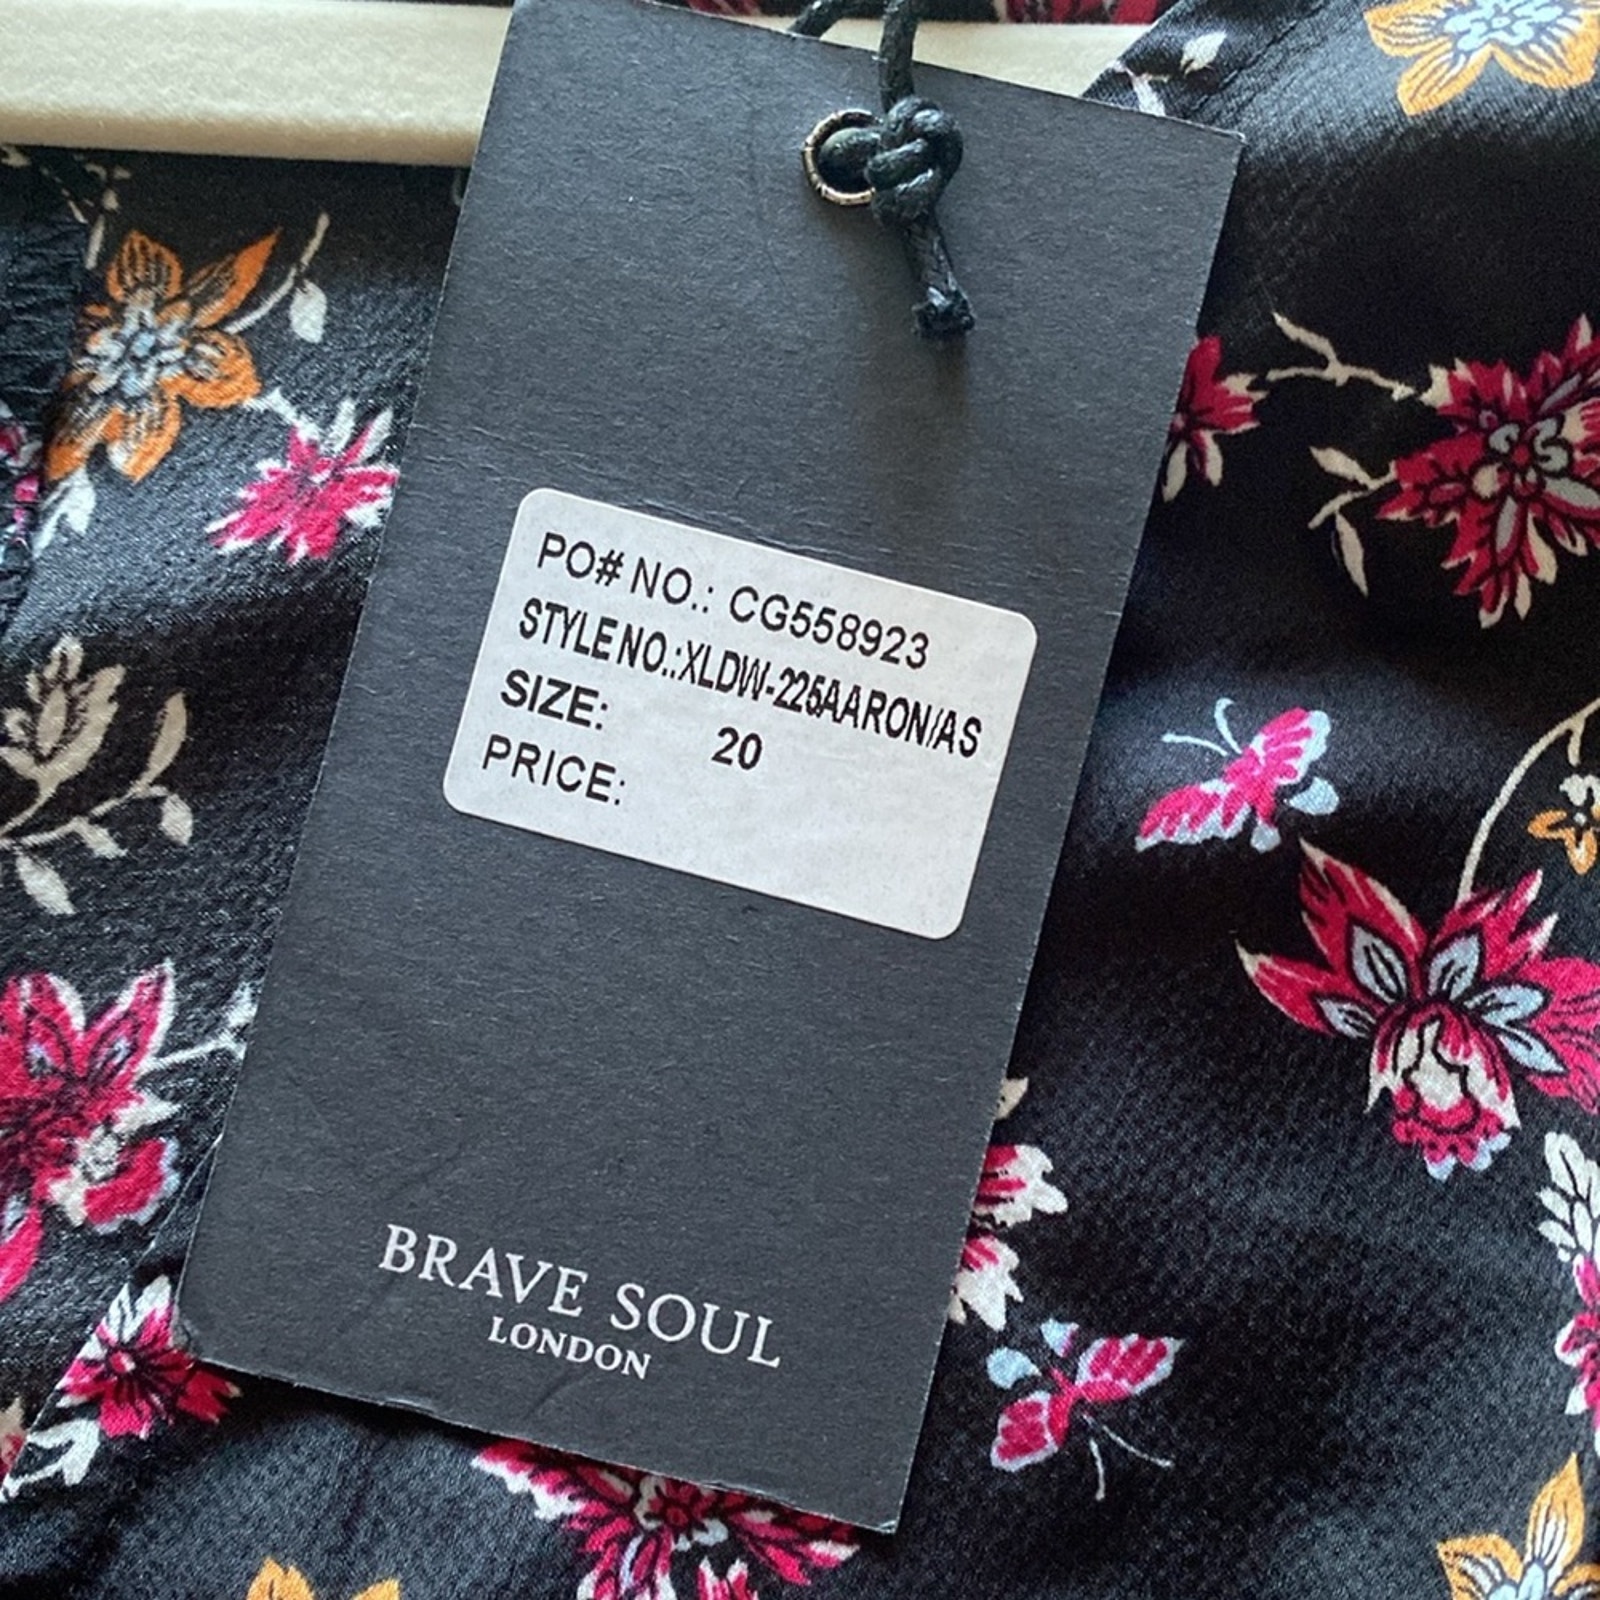 PO# NO.: CG558923
STYLE NO.:XLDW-225AARON/AS
SIZE: 20
PRICE:
BRAVE SOUL
LONDON